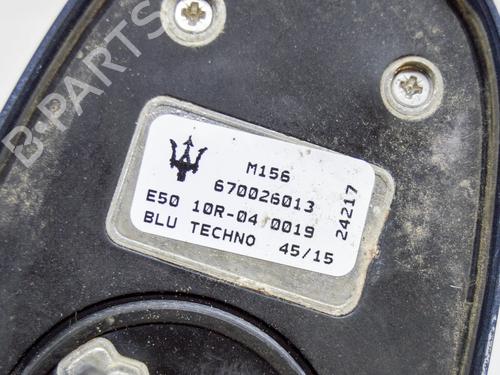 B-PARTS
M156
670026013
E50 10R-04 0019
BLU TECHNO 45/15
24217